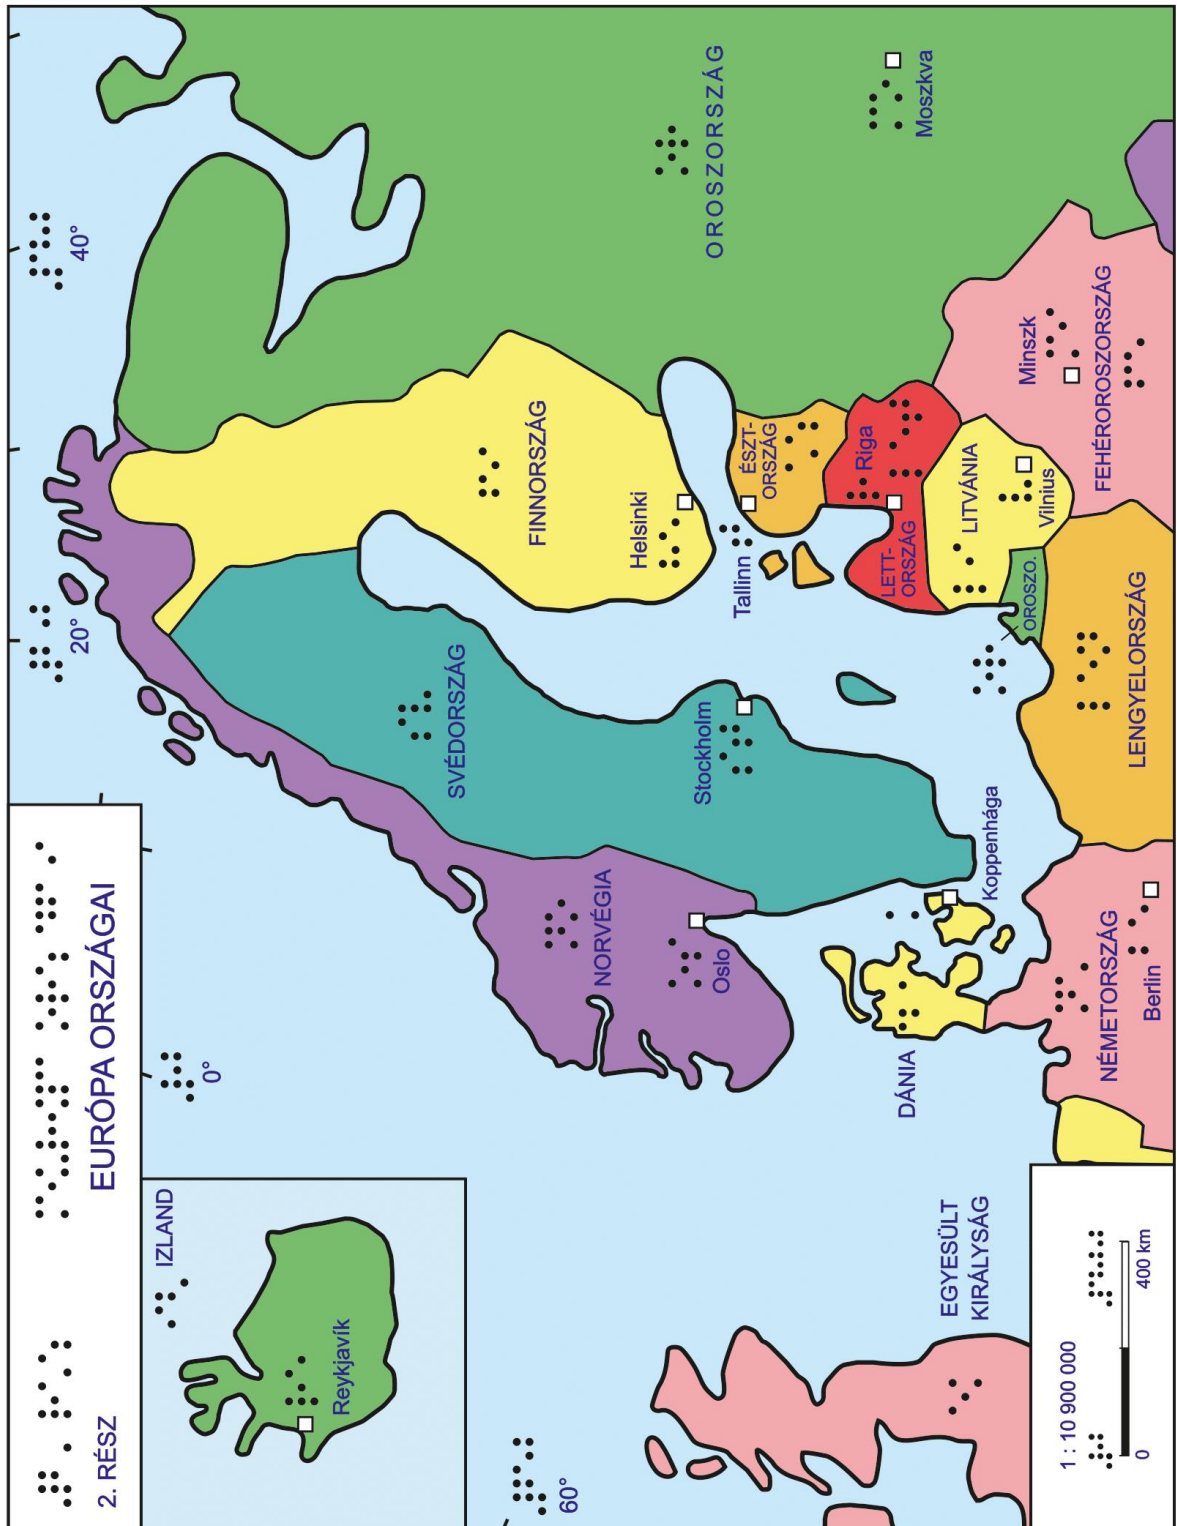 2. RÉSZ
EURÓPA ORSZÁGAI
IZLAND
Reykjavík
0°
20°
40°
60°
NORVÉGIA
Oslo
SVÉDORSZÁG
Stockholm
FINNORSZÁG
Helsinki
OROSZORSZÁG
Moszkva
Tallinn
ÉSZT-
ORSZÁG
Riga
LETT-
ORSZÁG
LITVÁNIA
Vilnius
OROSZO.
Minszk
FEHÉROROSZORSZÁG
LENGYELORSZÁG
Koppenhága
DÁNIA
NÉMETORSZÁG
Berlin
EGYESÜLT
KIRÁLYSÁG
1 : 10 900 000
0 400 km